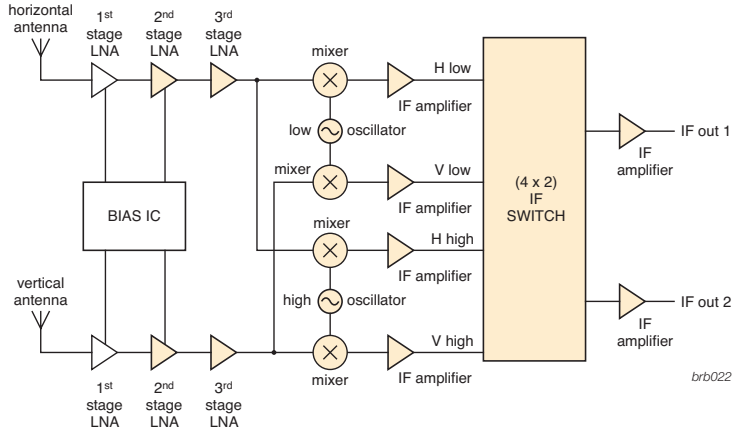 horizontal
antenna
1st
stage
LNA
2nd
stage
LNA
3rd
stage
LNA
mixer
H low
IF amplifier
low
oscillator
mixer
V low
IF amplifier
BIAS IC
mixer
H high
IF amplifier
high
oscillator
mixer
V high
IF amplifier
vertical
antenna
1st
stage
LNA
2nd
stage
LNA
3rd
stage
LNA
(4 x 2)
IF
SWITCH
IF out 1
IF
amplifier
IF out 2
IF
amplifier
brb022